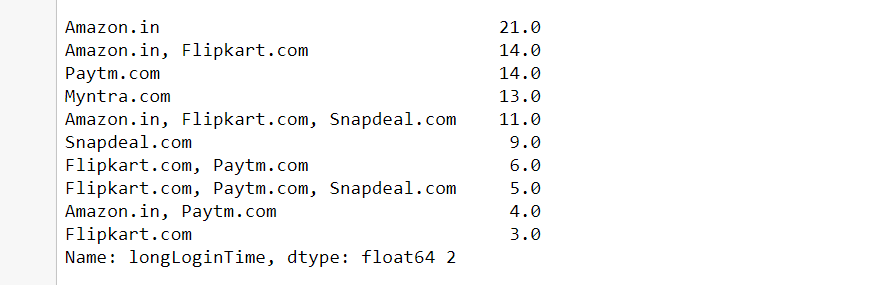 Amazon.in 21.0
Amazon.in, Flipkart.com 14.0
Paytm.com 14.0
Myntra.com 13.0
Amazon.in, Flipkart.com, Snapdeal.com 11.0
Snapdeal.com 9.0
Flipkart.com, Paytm.com 6.0
Flipkart.com, Paytm.com, Snapdeal.com 5.0
Amazon.in, Paytm.com 4.0
Flipkart.com 3.0
Name: longLoginTime, dtype: float64 2